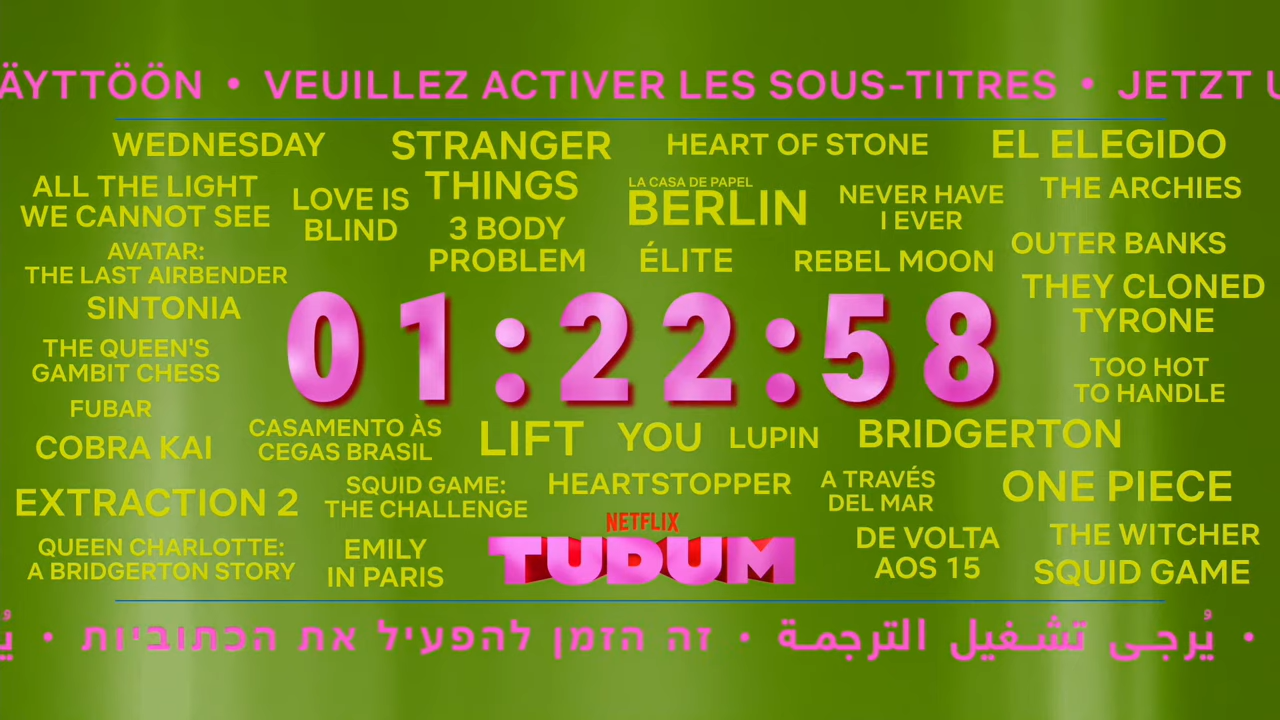 ÄYTTÖÖN • VEUILLEZ ACTIVER LES SOUS-TITRES • JETZT
WEDNESDAY
STRANGER
THINGS
HEART OF STONE
EL ELEGIDO
ALL THE LIGHT
WE CANNOT SEE
LOVE IS
BLIND
3 BODY
PROBLEM
LA CASA DE PAPEL
BERLIN
NEVER HAVE
I EVER
THE ARCHIES
AVATAR:
THE LAST AIRBENDER
ÉLITE
REBEL MOON
OUTER BANKS
SINTONIA
THEY CLONED
TYRONE
01:22:58
THE QUEEN'S
GAMBIT CHESS
TOO HOT
TO HANDLE
FUBAR
COBRA KAI
CASAMENTO ÀS
CEGAS BRASIL
LIFT
YOU
LUPIN
BRIDGERTON
EXTRACTION 2
SQUID GAME:
THE CHALLENGE
HEARTSTOPPER
A TRAVÉS
DEL MAR
ONE PIECE
QUEEN CHARLOTTE:
A BRIDGERTON STORY
EMILY
IN PARIS
NETFLIX
TUDUM
DE VOLTA
AOS 15
THE WITCHER
SQUID GAME
• يُرجى تشغيل الترجمة • זה הזמן להפעיל את הכתוביות •